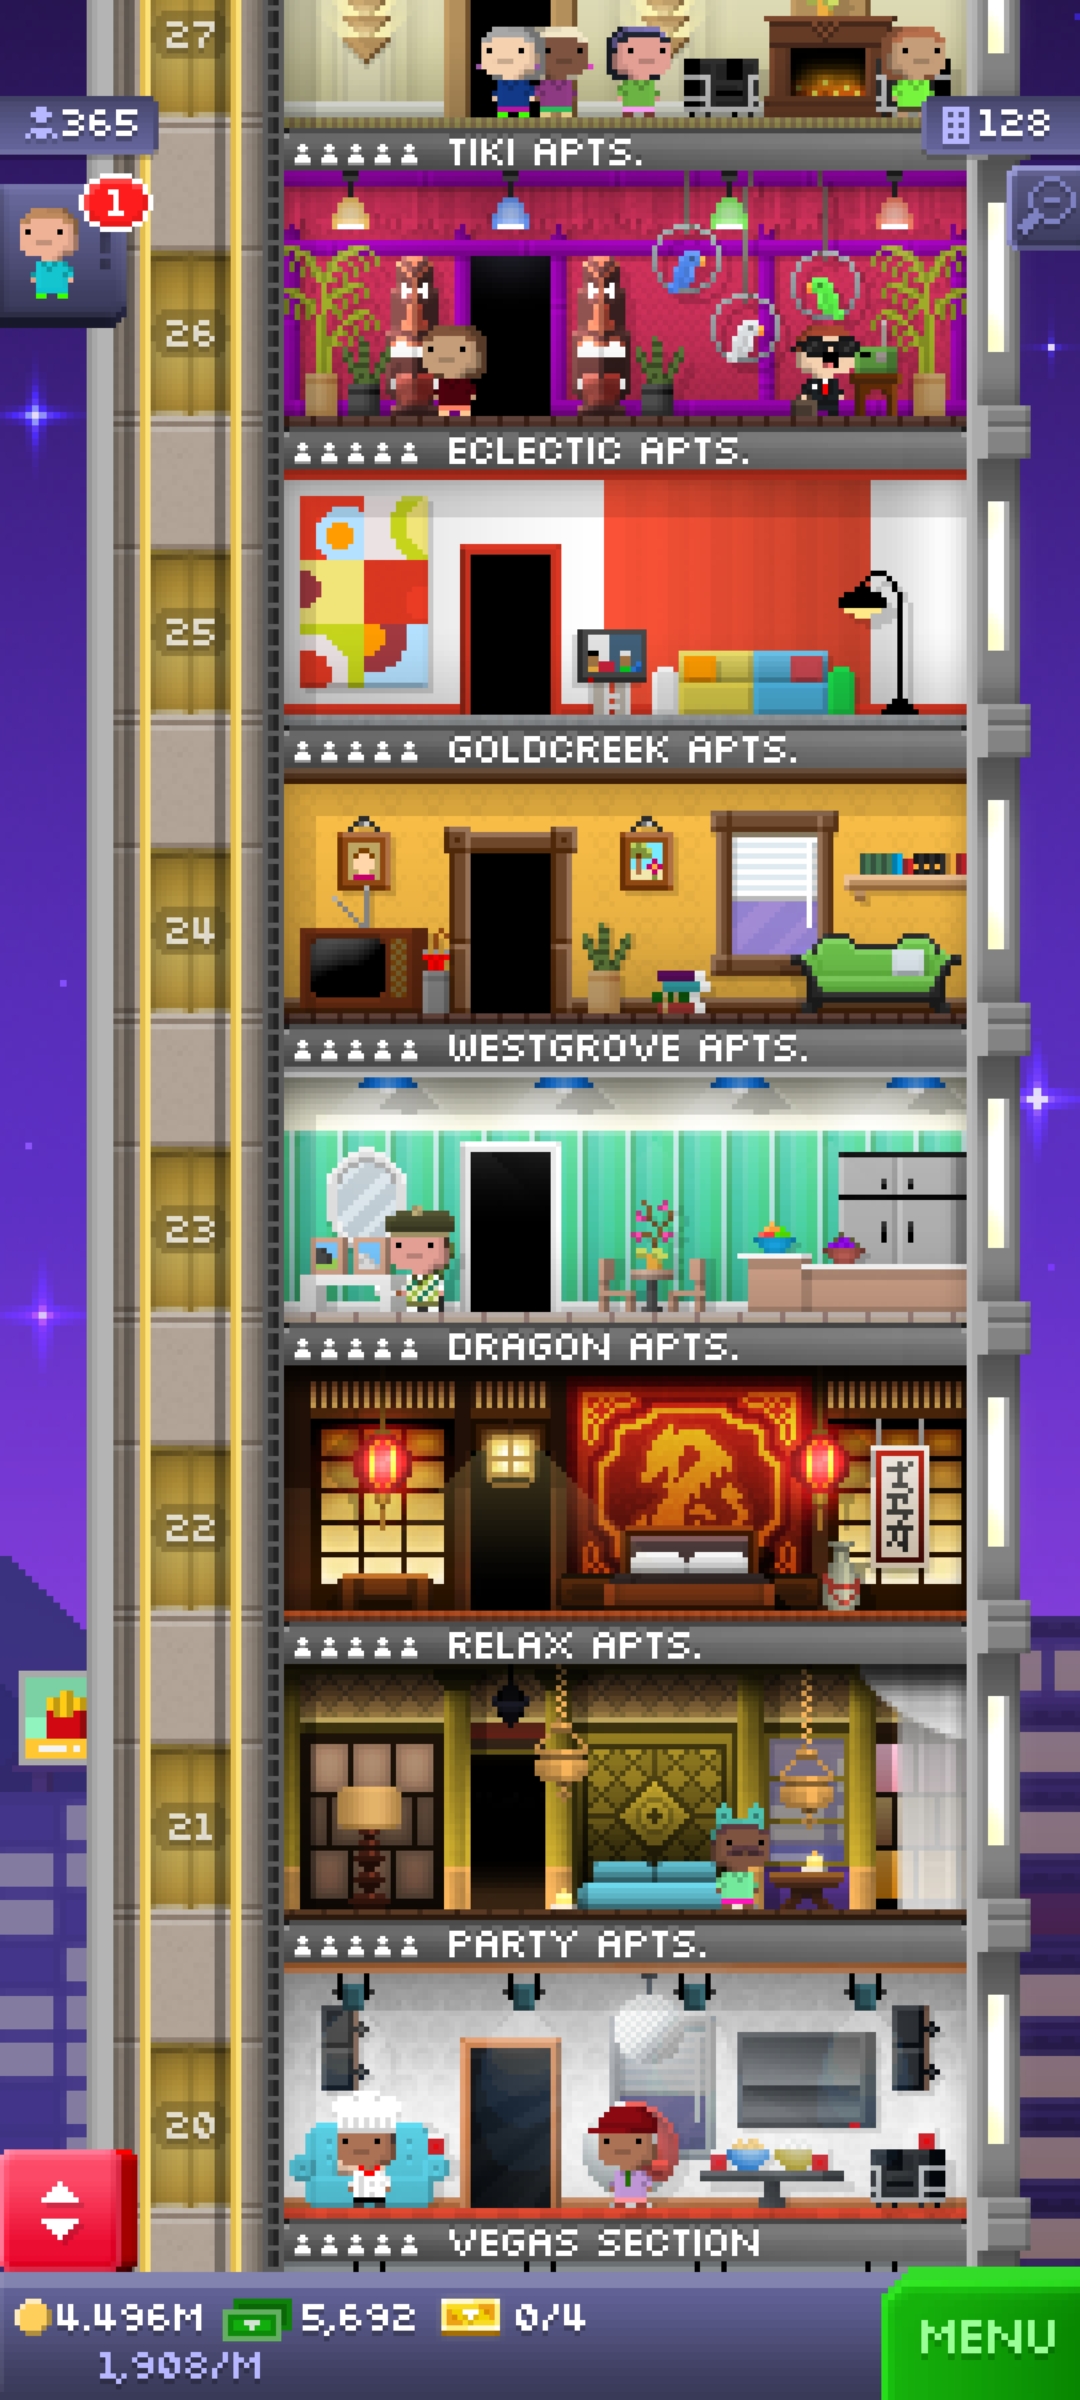 27
365
128
TIKI APTS.
1
26
ECLECTIC APTS.
25
GOLDCREEK APTS.
24
WESTGROVE APTS.
23
DRAGON APTS.
22
RELAX APTS.
21
PARTY APTS.
20
VEGAS SECTION
4.496M 5,692 0/4
1,908/M
MENU